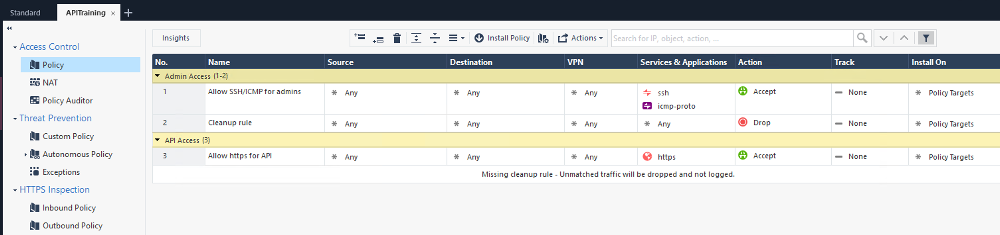 Standard APITraining
Insights Install Policy Actions Search for IP, object, action, ...
Access Control
Policy
NAT
Policy Auditor
Threat Prevention
Custom Policy
Autonomous Policy
Exceptions
HTTPS Inspection
Inbound Policy
Outbound Policy
No. Name Source Destination VPN Services & Applications Action Track Install On
Admin Access (1-2)
1 Allow SSH/ICMP for admins * Any * Any * Any ssh Accept None * Policy Targets
icmp-proto
2 Cleanup rule * Any * Any * Any * Any Drop None * Policy Targets
API Access (3)
3 Allow https for API * Any * Any * Any https Accept None * Policy Targets
Missing cleanup rule - Unmatched traffic will be dropped and not logged.